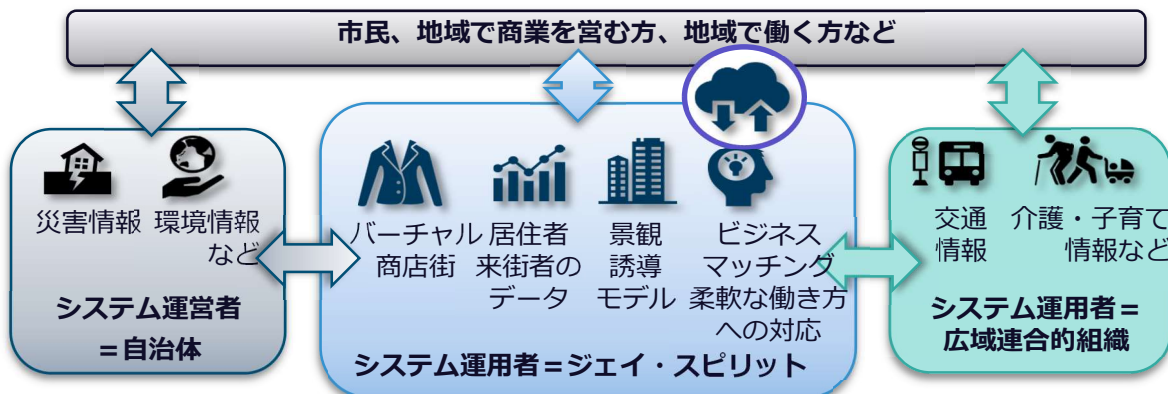 市民、地域で商業を営む方、地域で働く方など
災害情報
環境情報
など
システム運営者
＝自治体
バーチャル
商店街
居住者
来街者の
データ
景観
誘導
モデル
ビジネス
マッチング
柔軟な働き方
への対応
システム運用者＝ジェイ・スピリット
交通
情報
介護・子育て
情報など
システム運用者＝
広域連合的組織